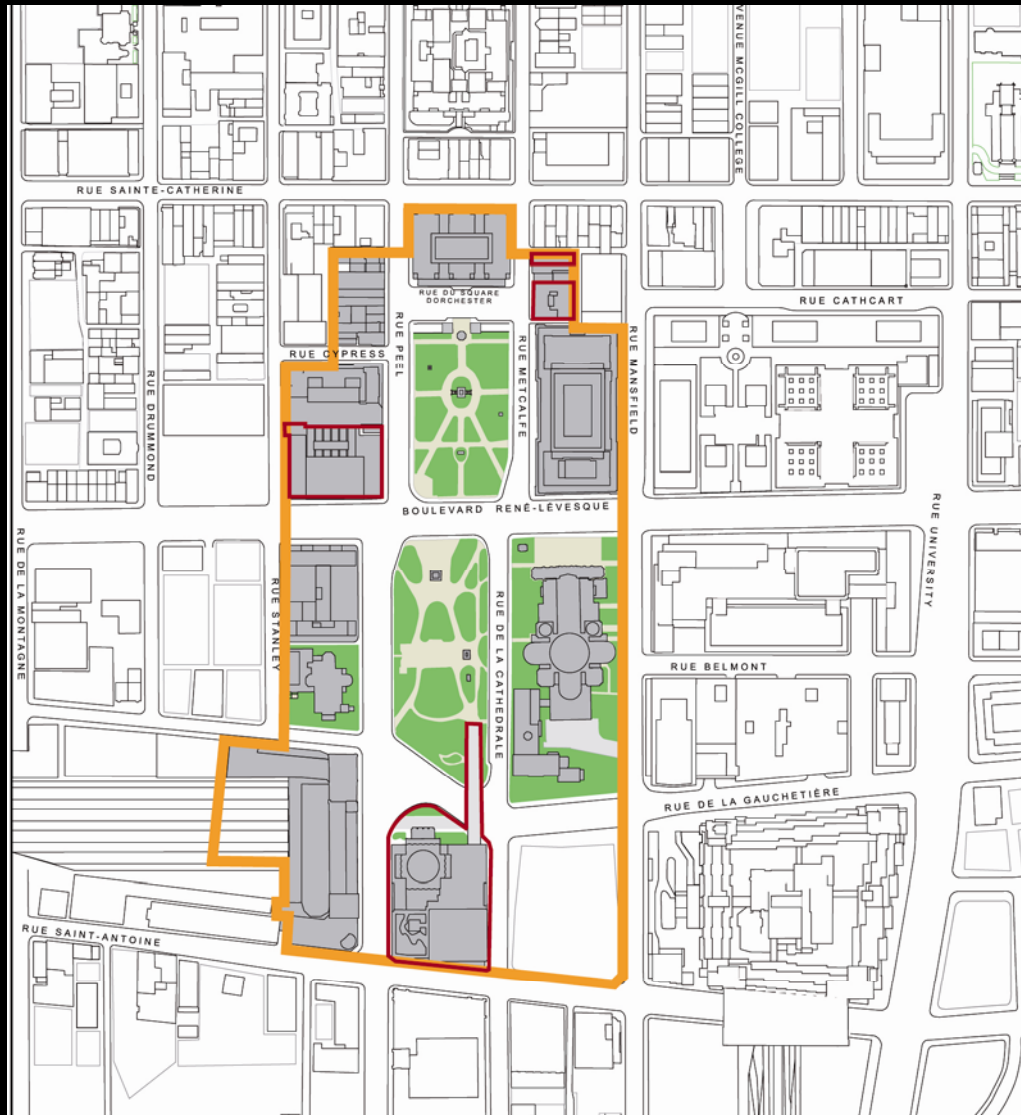 AVENUE MCGILL COLLEGE
RUE SAINTE-CATHERINE
RUE DU SQUARE
DORCHESTER
RUE CATHCART
RUE PEEL
RUE METCALFE
RUE MANSFIELD
RUE CYPRESS
RUE DRUMMOND
BOULEVARD RENÉ-LÉVESQUE
RUE UNIVERSITY
RUE DE LA MONTAGNE
RUE STANLEY
RUE DE LA CATHEDRALE
RUE BELMONT
RUE DE LA GAUCHETIÈRE
RUE SAINT-ANTOINE